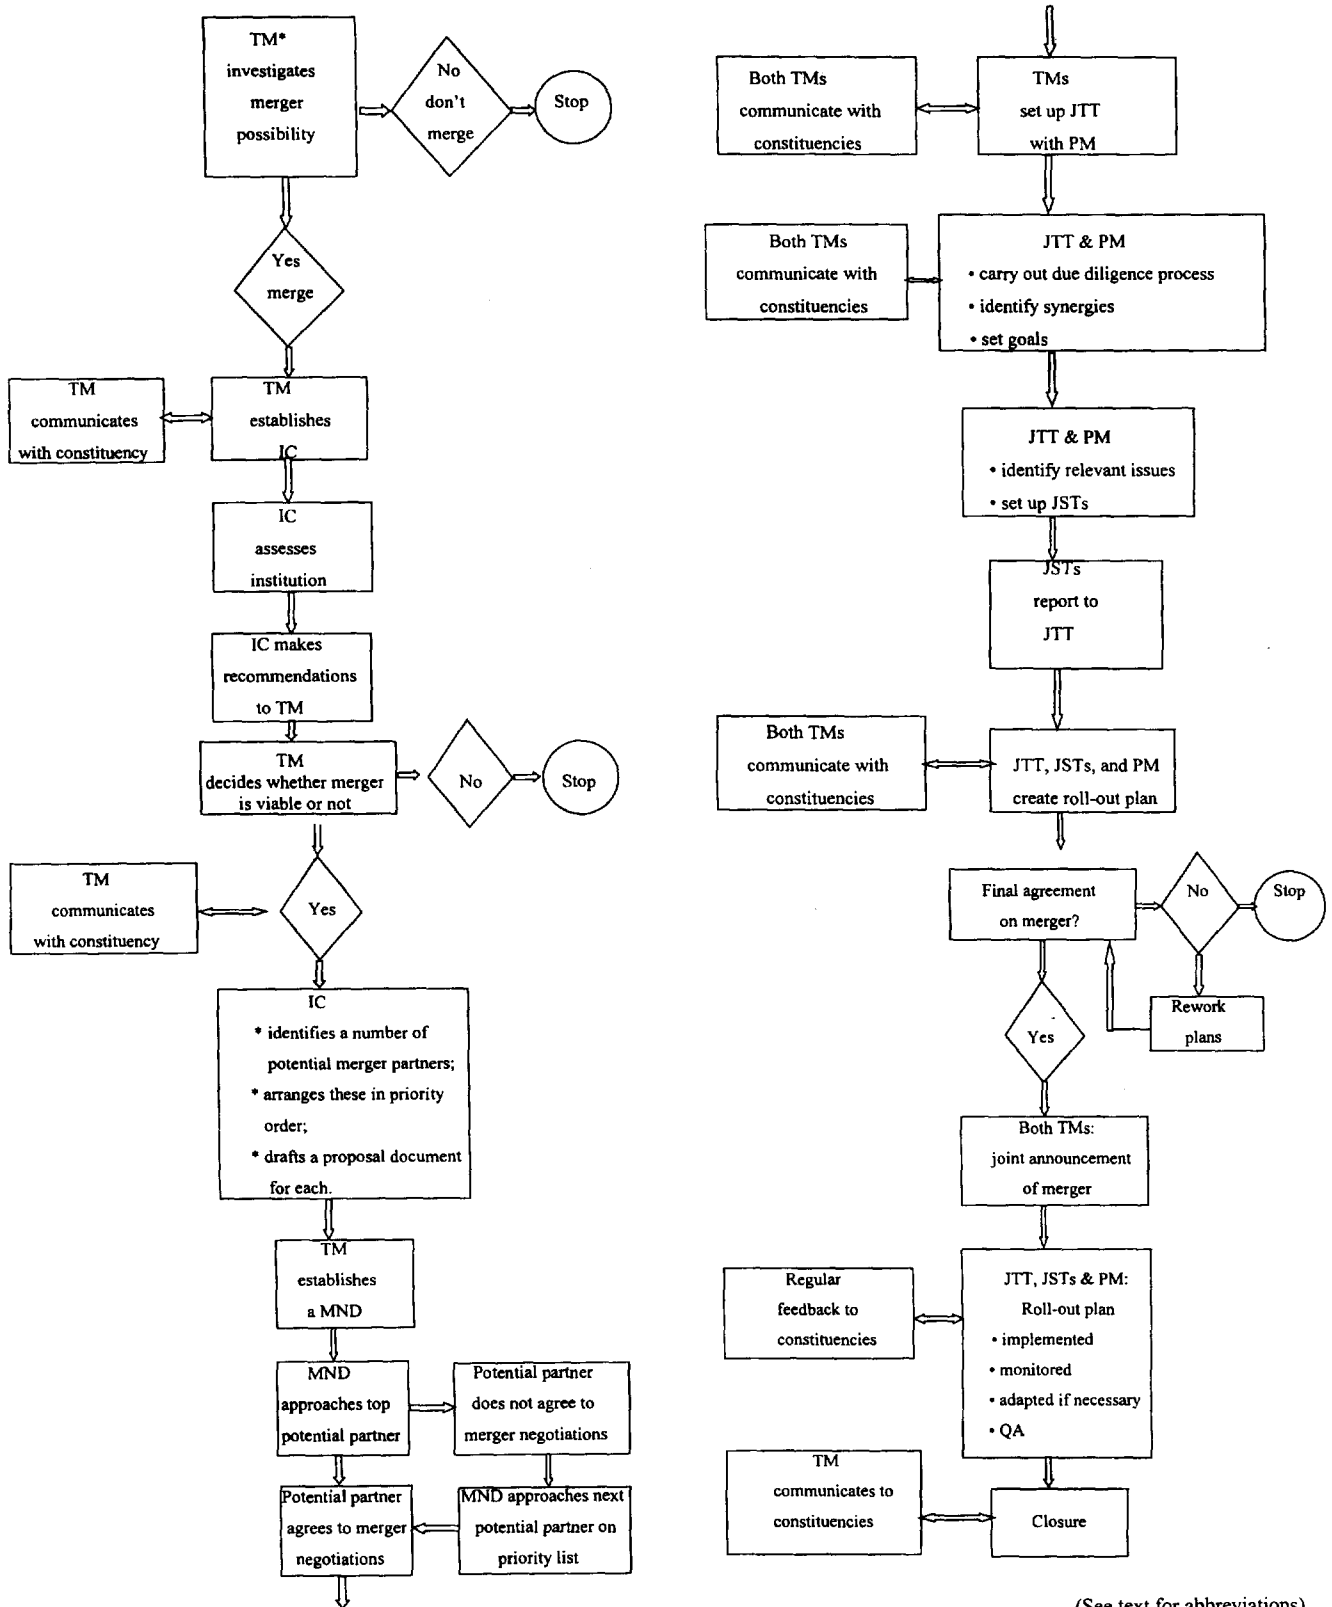 TM*
investigates
merger
possibility
No
don't
merge
Stop
Yes
merge
TM
communicates
with constituency
TM
establishes
IC
IC
assesses
institution
IC makes
recommendations
to TM
TM
decides whether merger
is viable or not
No
Stop
TM
communicates
with constituency
Yes
IC
* identifies a number of
potential merger partners;
* arranges these in priority
order;
* drafts a proposal document
for each.
TM
establishes
a MND
MND
approaches top
potential partner
Potential partner
does not agree to
merger negotiations
Potential partner
agrees to merger
negotiations
MND approaches next
potential partner on
priority list
Both TMs
communicate with
constituencies
TMs
set up JTT
with PM
Both TMs
communicate with
constituencies
JTT & PM
• carry out due diligence process
• identify synergies
• set goals
JTT & PM
• identify relevant issues
• set up JSTs
JSTs
report to
JTT
Both TMs
communicate with
constituencies
JTT, JSTs, and PM
create roll-out plan
Final agreement
on merger?
No
Stop
Rework
plans
Yes
Both TMs:
joint announcement
of merger
Regular
feedback to
constituencies
JTT, JSTs & PM:
Roll-out plan
• implemented
• monitored
• adapted if necessary
• QA
TM
communicates to
constituencies
Closure
(See text for abbreviations)